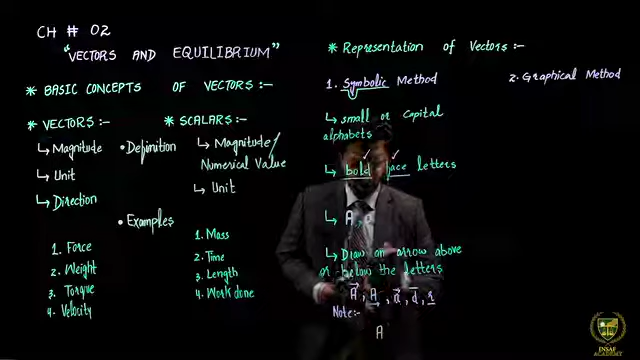 CH # 02
"VECTORS AND EQUILIBRIUM"
* BASIC CONCEPTS OF VECTORS :-
* VECTORS :-
↳ Magnitude
↳ Unit
↳ Direction
• Definition
• Examples
1. Force
2. Weight
3. Torque
4. Velocity
* SCALARS :-
↳ Magnitude/
Numerical Value
↳ Unit
1. Mass
2. Time
3. Length
4. Work done
* Representation of Vectors :-
1. Symbolic Method
↳ small or capital
alphabets
↳ bold face letters
↳ A,
↳ Draw an arrow above
or below the letters
A, A, a, d, r
Note:-
A
2. Graphical Method
ENSAF
ACADEMY